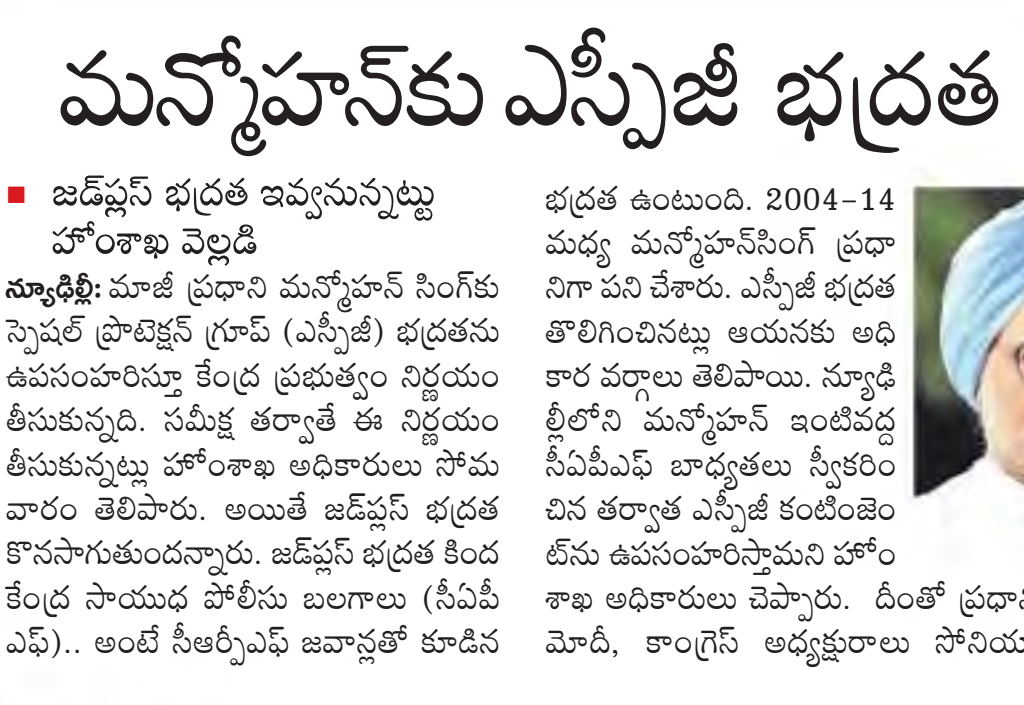 మన్మోహన్‌కు ఎస్పీజీ భద్రత
జడ్‌ప్లస్ భద్రత ఇవ్వనున్నట్టు
హోంశాఖ వెల్లడి
న్యూఢిల్లీ: మాజీ ప్రధాని మన్మోహన్ సింగ్‌కు
స్పెషల్ ప్రొటెక్షన్ గ్రూప్ (ఎస్పీజీ) భద్రతను
ఉపసంహరిస్తూ కేంద్ర ప్రభుత్వం నిర్ణయం
తీసుకున్నది. సమీక్ష తర్వాతే ఈ నిర్ణయం
తీసుకున్నట్లు హోంశాఖ అధికారులు సోమ
వారం తెలిపారు. అయితే జడ్‌ప్లస్ భద్రత
కొనసాగుతుందన్నారు. జడ్‌ప్లస్ భద్రత కింద
కేంద్ర సాయుధ పోలీసు బలగాలు (సీఏపీ
ఎఫ్).. అంటే సీఆర్పీఎఫ్ జవాన్లతో కూడిన
భద్రత ఉంటుంది. 2004-14
మధ్య మన్మోహన్‌సింగ్ ప్రధా
నిగా పని చేశారు. ఎస్పీజీ భద్రత
తొలిగించినట్లు ఆయనకు అధి
కార వర్గాలు తెలిపాయి. న్యూఢి
ల్లీలోని మన్మోహన్ ఇంటివద్ద
సీఏపీఎఫ్ బాధ్యతలు స్వీకరిం
చిన తర్వాత ఎస్పీజీ కంటింజెం
ట్‌ను ఉపసంహరిస్తామని హోం
శాఖ అధికారులు చెప్పారు. దీంతో
మోదీ, కాంగ్రెస్ అధ్యక్షురాలు